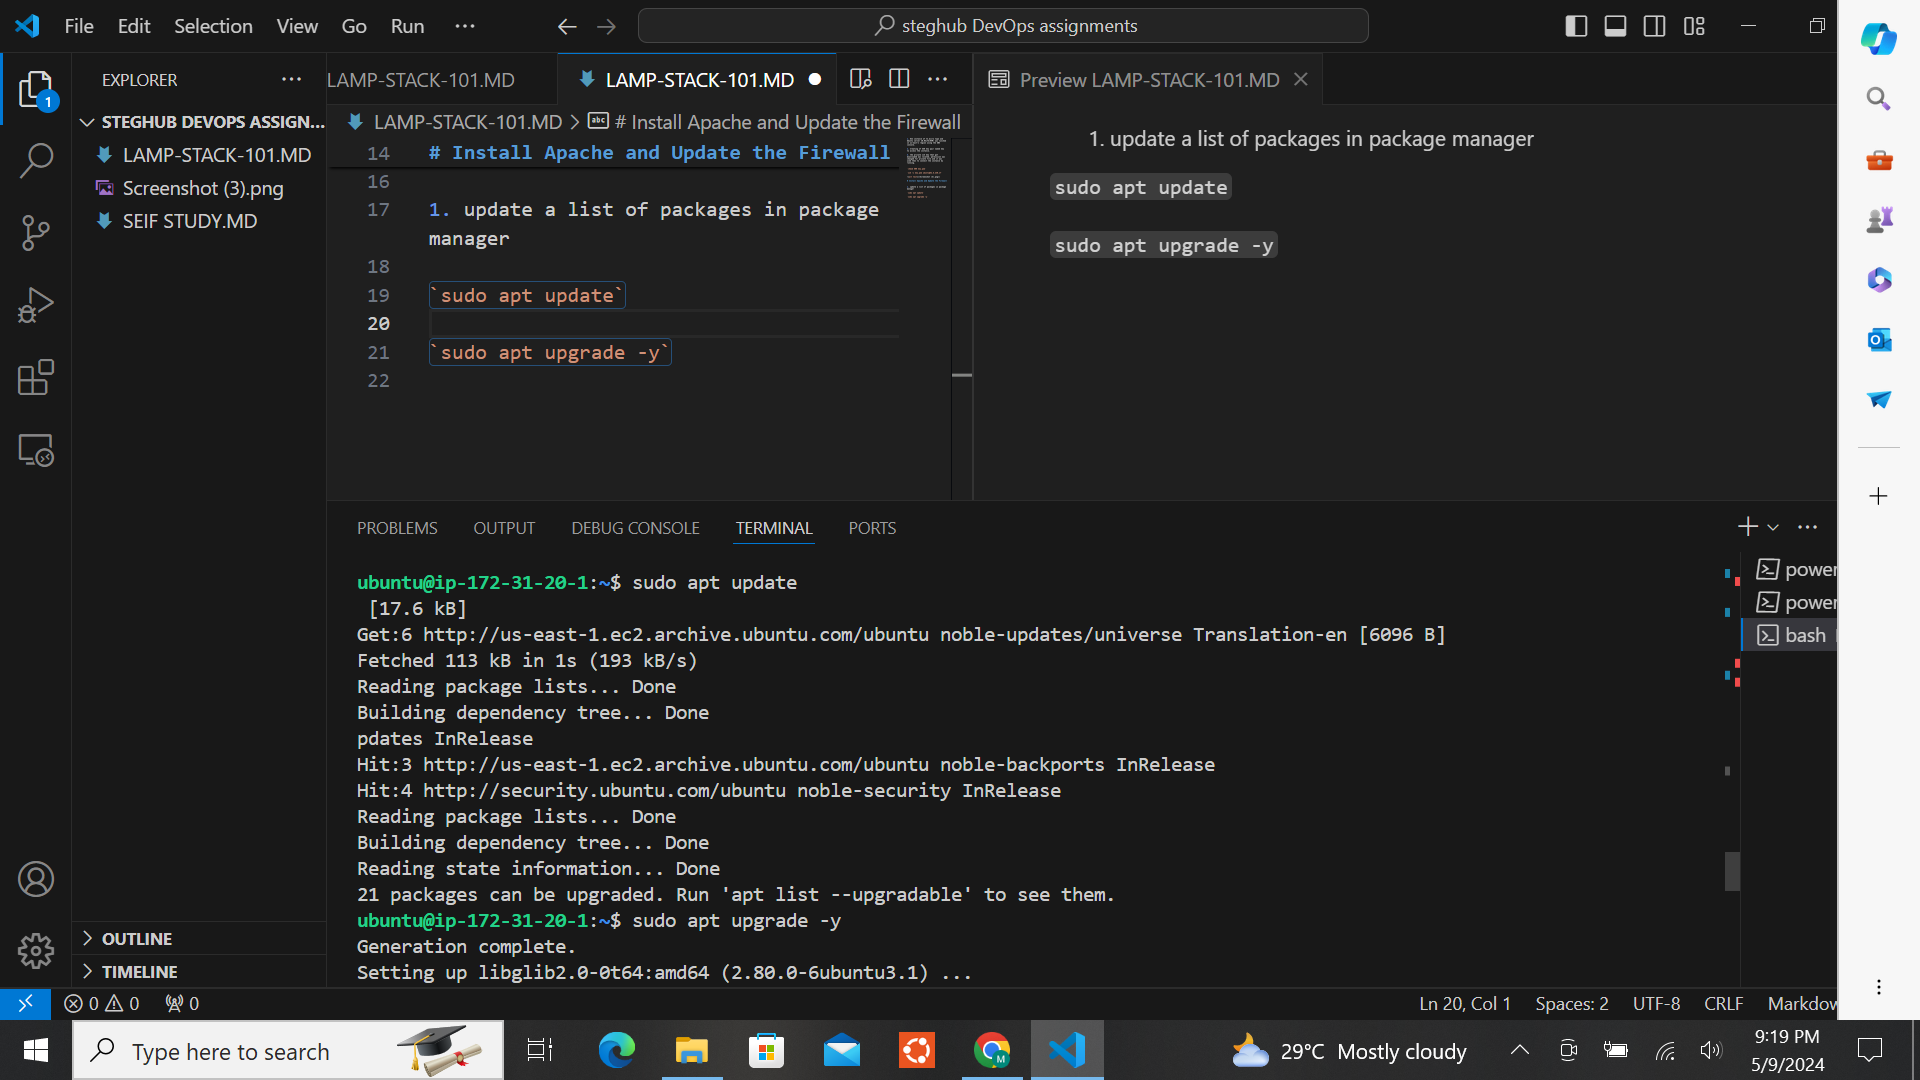 File Edit Selection View Go Run ···
steghub DevOps assignments
EXPLORER
1
STEGHUB DEVOPS ASSIGN...
LAMP-STACK-101.MD
Screenshot (3).png
SEIF STUDY.MD
OUTLINE
TIMELINE
LAMP-STACK-101.MD
LAMP-STACK-101.MD
LAMP-STACK-101.MD > # Install Apache and Update the Firewall
14 # Install Apache and Update the Firewall
16
17 1. update a list of packages in package
manager
18
19 `sudo apt update`
20
21 `sudo apt upgrade -y`
22
Preview LAMP-STACK-101.MD
1. update a list of packages in package manager
sudo apt update
sudo apt upgrade -y
PROBLEMS OUTPUT DEBUG CONSOLE TERMINAL PORTS
ubuntu@ip-172-31-20-1:~$ sudo apt update
[17.6 kB]
Get:6 http://us-east-1.ec2.archive.ubuntu.com/ubuntu noble-updates/universe Translation-en [6096 B]
Fetched 113 kB in 1s (193 kB/s)
Reading package lists... Done
Building dependency tree... Done
pdates InRelease
Hit:3 http://us-east-1.ec2.archive.ubuntu.com/ubuntu noble-backports InRelease
Hit:4 http://security.ubuntu.com/ubuntu noble-security InRelease
Reading package lists... Done
Building dependency tree... Done
Reading state information... Done
21 packages can be upgraded. Run 'apt list --upgradable' to see them.
ubuntu@ip-172-31-20-1:~$ sudo apt upgrade -y
Generation complete.
Setting up libglib2.0-0t64:amd64 (2.80.0-6ubuntu3.1) ...
power
power
bash
0 0 0
Ln 20, Col 1 Spaces: 2 UTF-8 CRLF Markdow
Type here to search
29°C Mostly cloudy
9:19 PM
5/9/2024